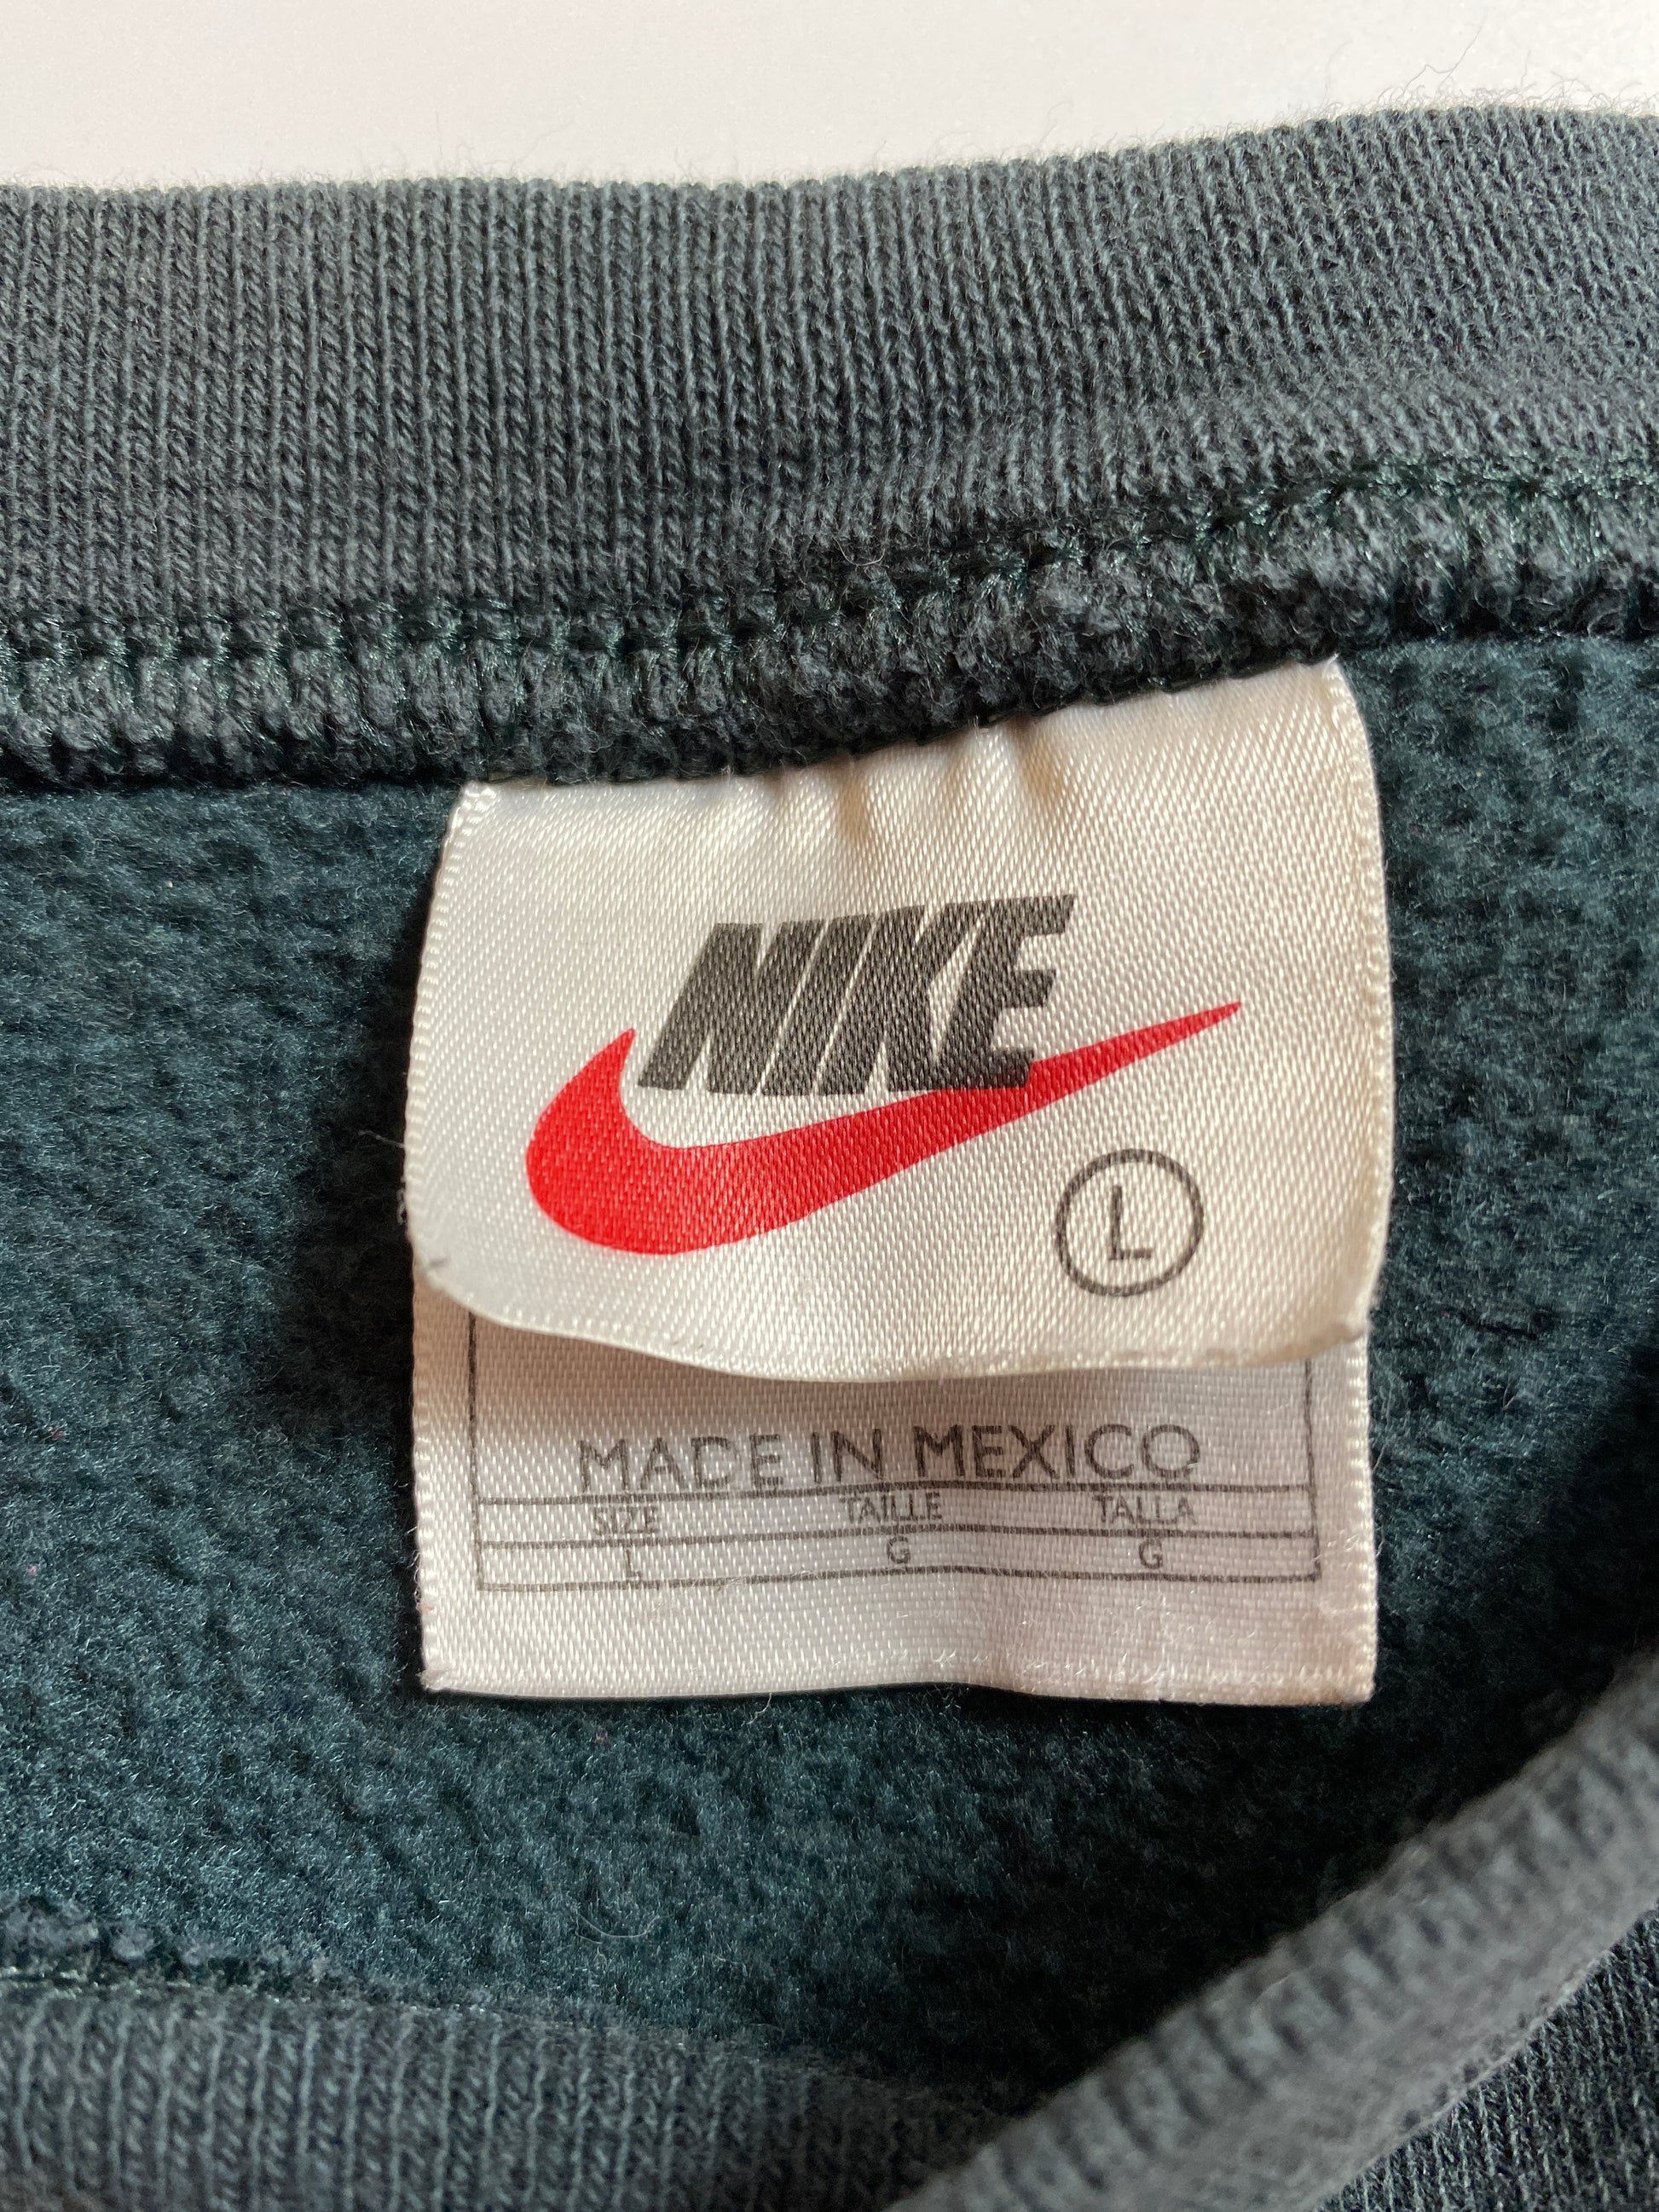 NIKE
L
MADE IN MEXICO
SIZE TAILLE TALLA
L G G